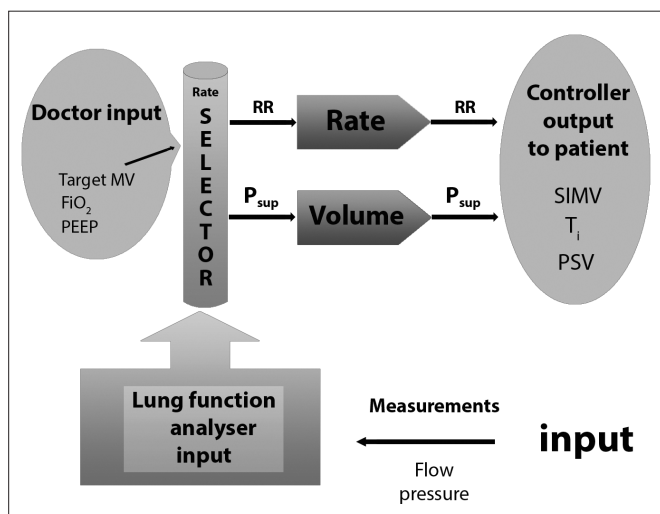 Doctor input
Target MV
FiO2
PEEP
Rate
SELECTOR
RR
Rate
RR
Psup
Volume
Psup
Controller
output
to patient
SIMV
Ti
PSV
Lung function
analyser
input
Measurements
Flow
pressure
input